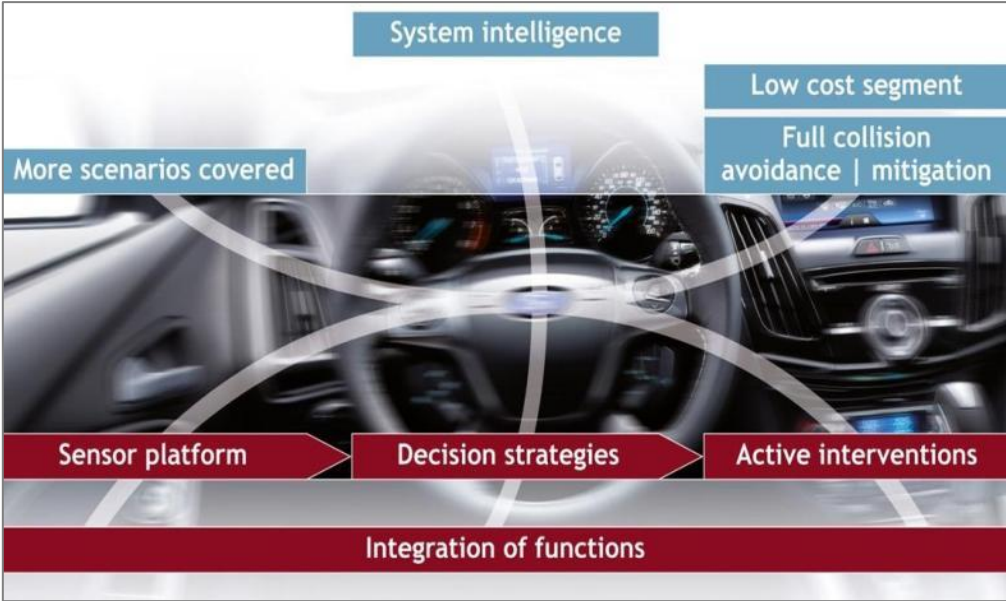 System intelligence
Low cost segment
Full collision
avoidance | mitigation
More scenarios covered
Sensor platform
Decision strategies
Active interventions
Integration of functions